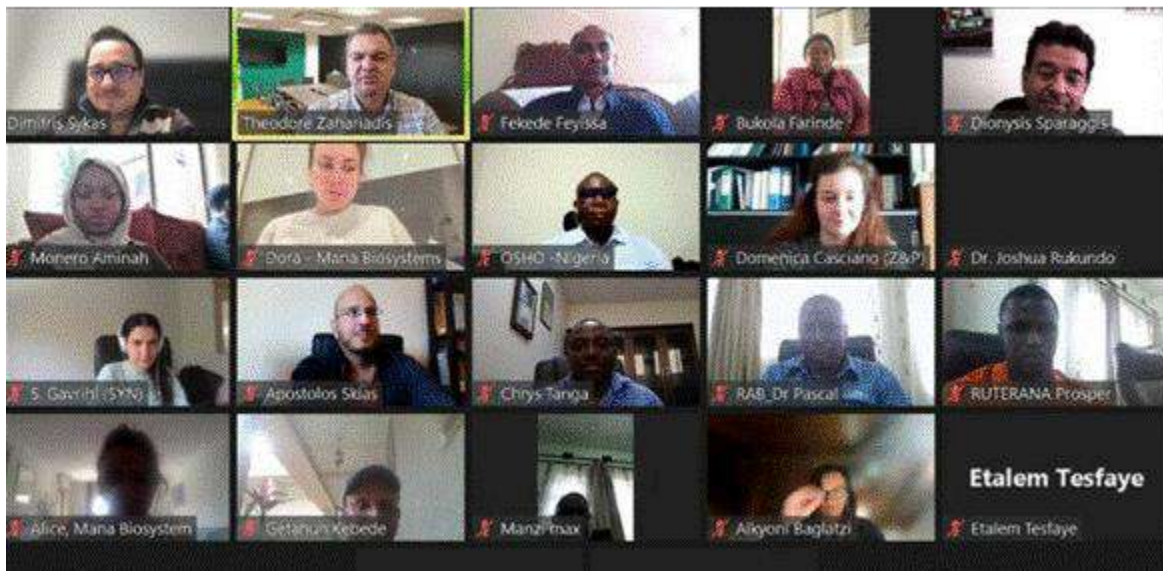 Dimitris Sykas
Theodore Zahariadis
Fekede Feyissa
Bukola Farinde
Dionysis Sparaggis
Monero Aminah
Dora - Mana Biosystems
OSHO -Nigeria
Domenica Casciano (Z&P)
Dr. Joshua Rukundo
S. Gavrihl (SYN)
Apostolos Skias
Chrys Tanga
RAB_Dr Pascal
RUTERANA Prosper
Alice, Mana Biosystem
Getahun Kebede
Manzi max
Alkyoni Baglatzi
Etalem Tesfaye
Etalem Tesfaye